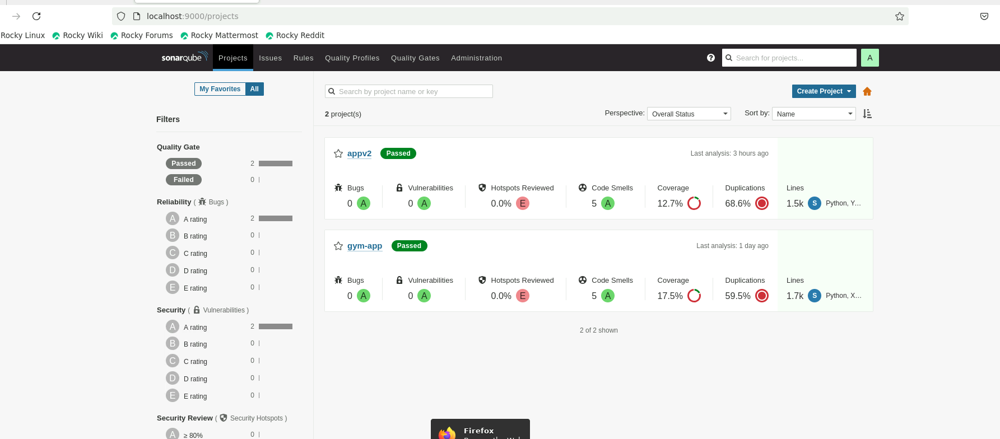 localhost:9000/projects
Rocky Linux Rocky Wiki Rocky Forums Rocky Mattermost Rocky Reddit
sonarqube Projects Issues Rules Quality Profiles Quality Gates Administration ? Search for projects... A
My Favorites All
Search by project name or key Create Project
2 project(s) Perspective: Overall Status Sort by: Name
Filters
Quality Gate
Passed 2
Failed 0
Reliability ( Bugs )
A A rating 2
B B rating 0
C C rating 0
D D rating 0
E E rating 0
Security ( Vulnerabilities )
A A rating 2
B B rating 0
C C rating 0
D D rating 0
E E rating 0
Security Review ( Security Hotspots )
A ≥ 80% 0
appv2 Passed Last analysis: 3 hours ago
Bugs Vulnerabilities Hotspots Reviewed Code Smells Coverage Duplications Lines
0 A 0 A 0.0% E 5 A 12.7% 68.6% 1.5k S Python, Y...
gym-app Passed Last analysis: 1 day ago
Bugs Vulnerabilities Hotspots Reviewed Code Smells Coverage Duplications Lines
0 A 0 A 0.0% E 5 A 17.5% 59.5% 1.7k S Python, X...
2 of 2 shown
Firefox